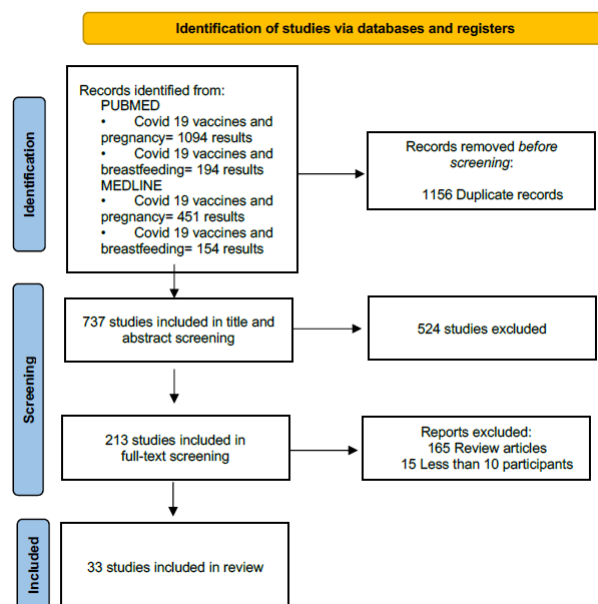 Identification of studies via databases and registers
Identification
Records identified from:
PUBMED
• Covid 19 vaccines and
pregnancy= 1094 results
• Covid 19 vaccines and
breastfeeding= 194 results
MEDLINE
• Covid 19 vaccines and
pregnancy= 451 results
• Covid 19 vaccines and
breastfeeding= 154 results
Records removed before
screening:
1156 Duplicate records
Screening
737 studies included in title and
abstract screening
524 studies excluded
213 studies included in
full-text screening
Reports excluded:
165 Review articles
15 Less than 10 participants
Included
33 studies included in review